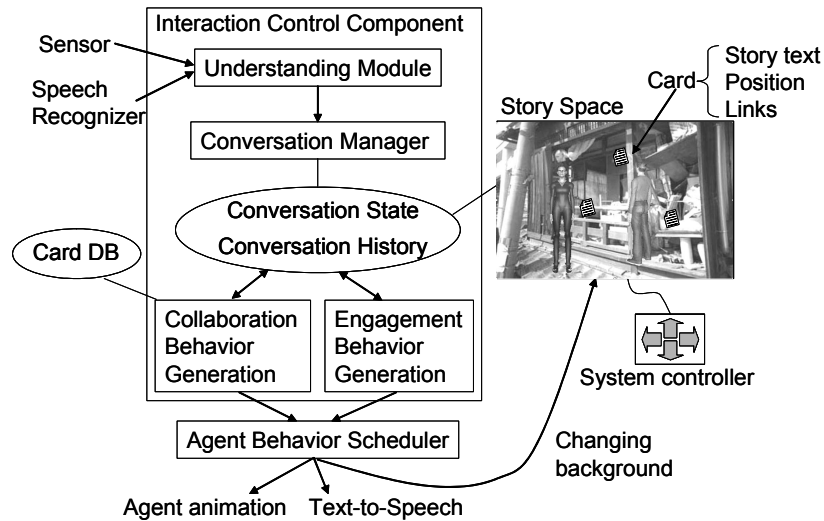 Interaction Control Component
Sensor
Understanding Module
Speech
Recognizer
Conversation Manager
Story Space
Card
Story text
Position
Links
Conversation State
Conversation History
Card DB
Collaboration
Behavior
Generation
Engagement
Behavior
Generation
System controller
Agent Behavior Scheduler
Changing
background
Agent animation
Text-to-Speech